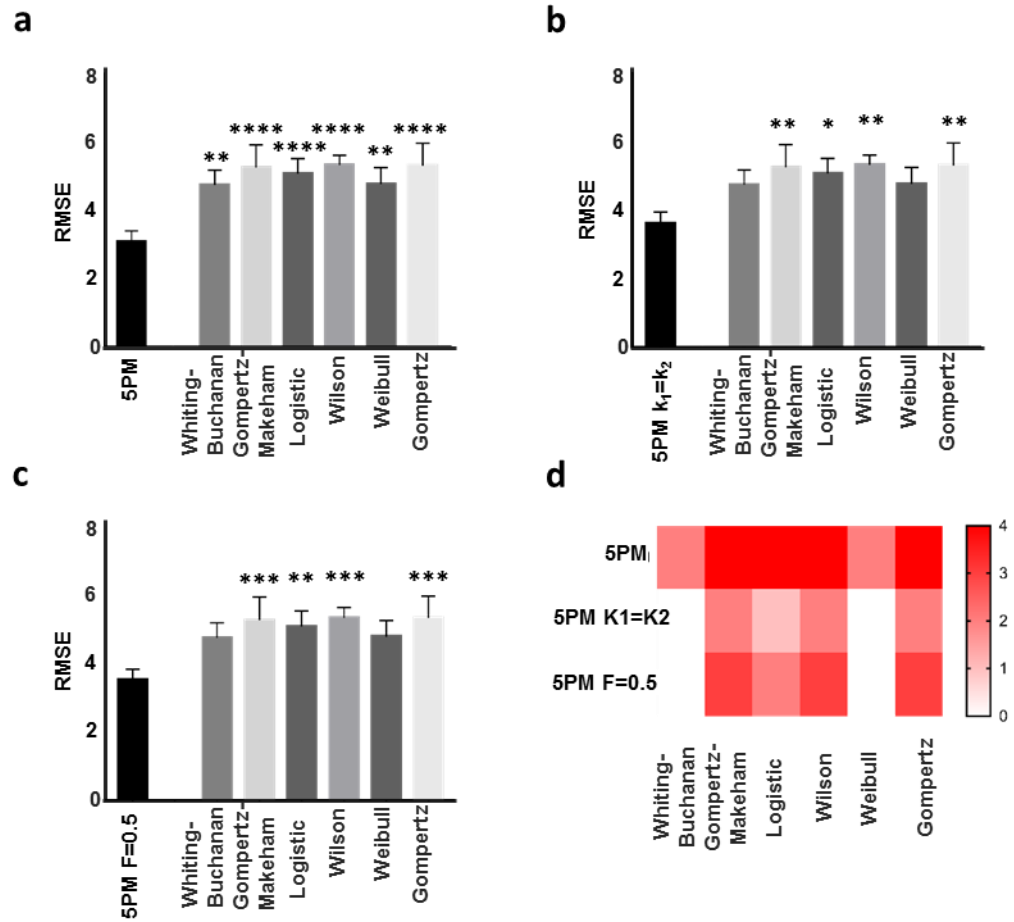 a
8
6
4
2
0
RMSE
**
****
****
****
**
****
5PM
Whiting-
Buchanan
Gompertz-
Makeham
Logistic
Wilson
Weibull
Gompertz
b
8
6
4
2
0
RMSE
**
*
**
**
5PM k₁=k₂
Whiting-
Buchanan
Gompertz-
Makeham
Logistic
Wilson
Weibull
Gompertz
c
8
6
4
2
0
RMSE
***
**
***
***
5PM F=0.5
Whiting-
Buchanan
Gompertz-
Makeham
Logistic
Wilson
Weibull
Gompertz
d
5PM
5PM K1=K2
5PM F=0.5
4
3
2
1
0
Whiting-
Buchanan
Gompertz-
Makeham
Logistic
Wilson
Weibull
Gompertz